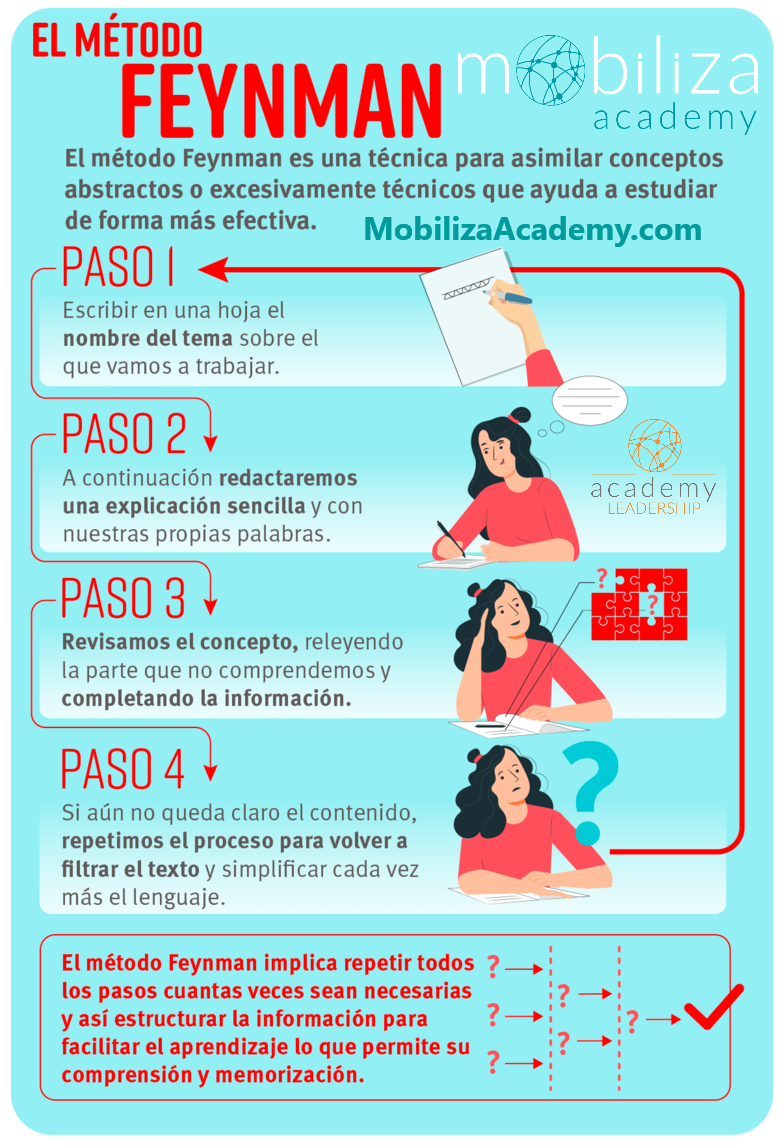 EL MÉTODO
FEYNMAN
mobiliza
academy
El método Feynman es una técnica para asimilar conceptos
abstractos o excesivamente técnicos que ayuda a estudiar
de forma más efectiva.
MobilizaAcademy.com
PASO 1
Escribir en una hoja el
nombre del tema sobre el
que vamos a trabajar.
PASO 2
A continuación redactaremos
una explicación sencilla y con
nuestras propias palabras.
academy
LEADERSHIP
PASO 3
Revisamos el concepto, releyendo
la parte que no comprendemos y
completando la información.
?
?
PASO 4
Si aún no queda claro el contenido,
repetimos el proceso para volver a
filtrar el texto y simplificar cada vez
más el lenguaje.
?
El método Feynman implica repetir todos
los pasos cuantas veces sean necesarias
y así estructurar la información para
facilitar el aprendizaje lo que permite su
comprensión y memorización.
?
?
?
?
?
?